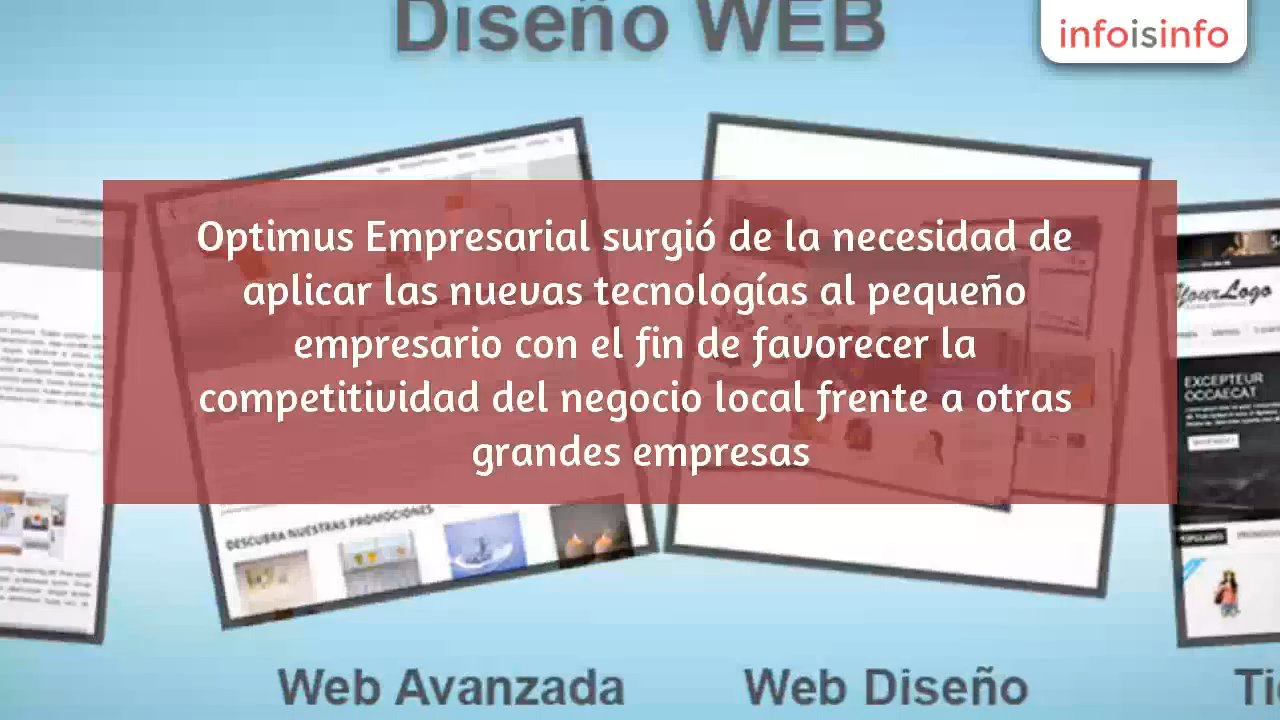 Diseño WEB
infoisinfo
Optimus Empresarial surgió de la necesidad de
aplicar las nuevas tecnologías al pequeño
empresario con el fin de favorecer la
competitividad del negocio local frente a otras
grandes empresas
YourLogo
EXCEPTEUR
OCCAECAT
DESCUBRA NUESTRAS PROMOCIONES
Web Avanzada
Web Diseño